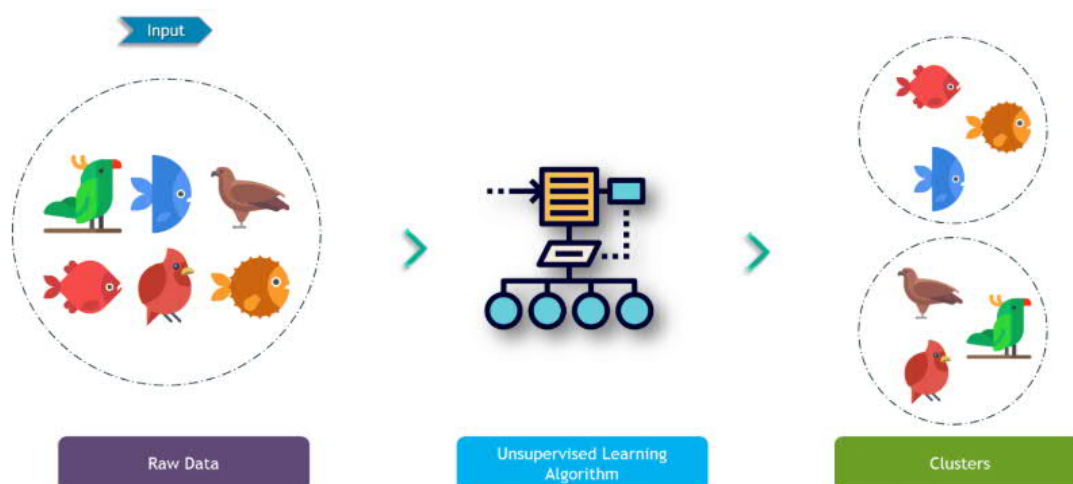 Input
Raw Data
Unsupervised Learning
Algorithm
Clusters